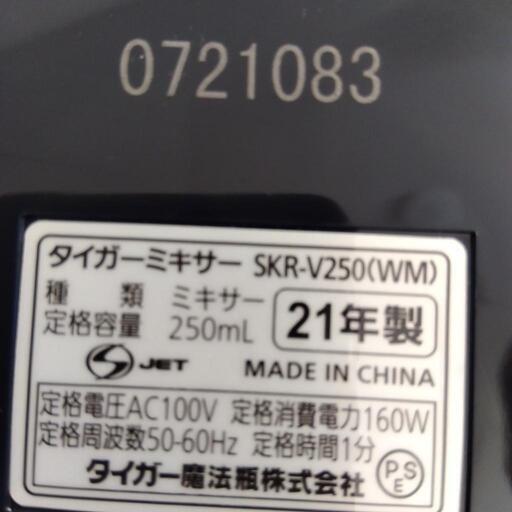 0721083
タイガーミキサー SKR-V250(WM)
種 類 ミキサー
定格容量 250mL
21年製
S JET MADE IN CHINA
定格電圧AC100V 定格消費電力160W
定格周波数50-60Hz 定格時間1分
タイガー魔法瓶株式会社
PSE